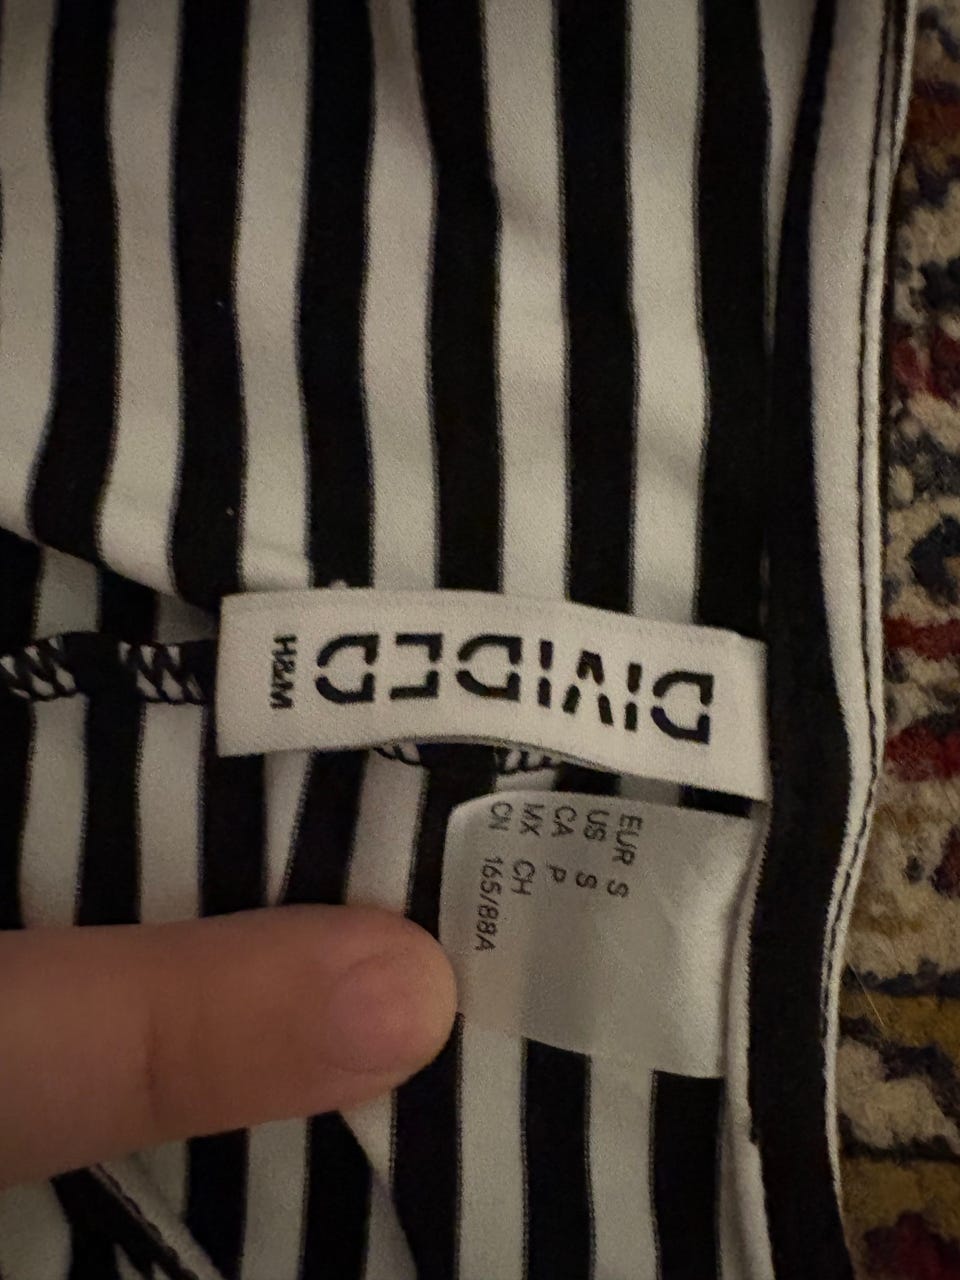 DIVIDED
H&M
EUR S
US S
CA P
MX CH
CN 165/88A